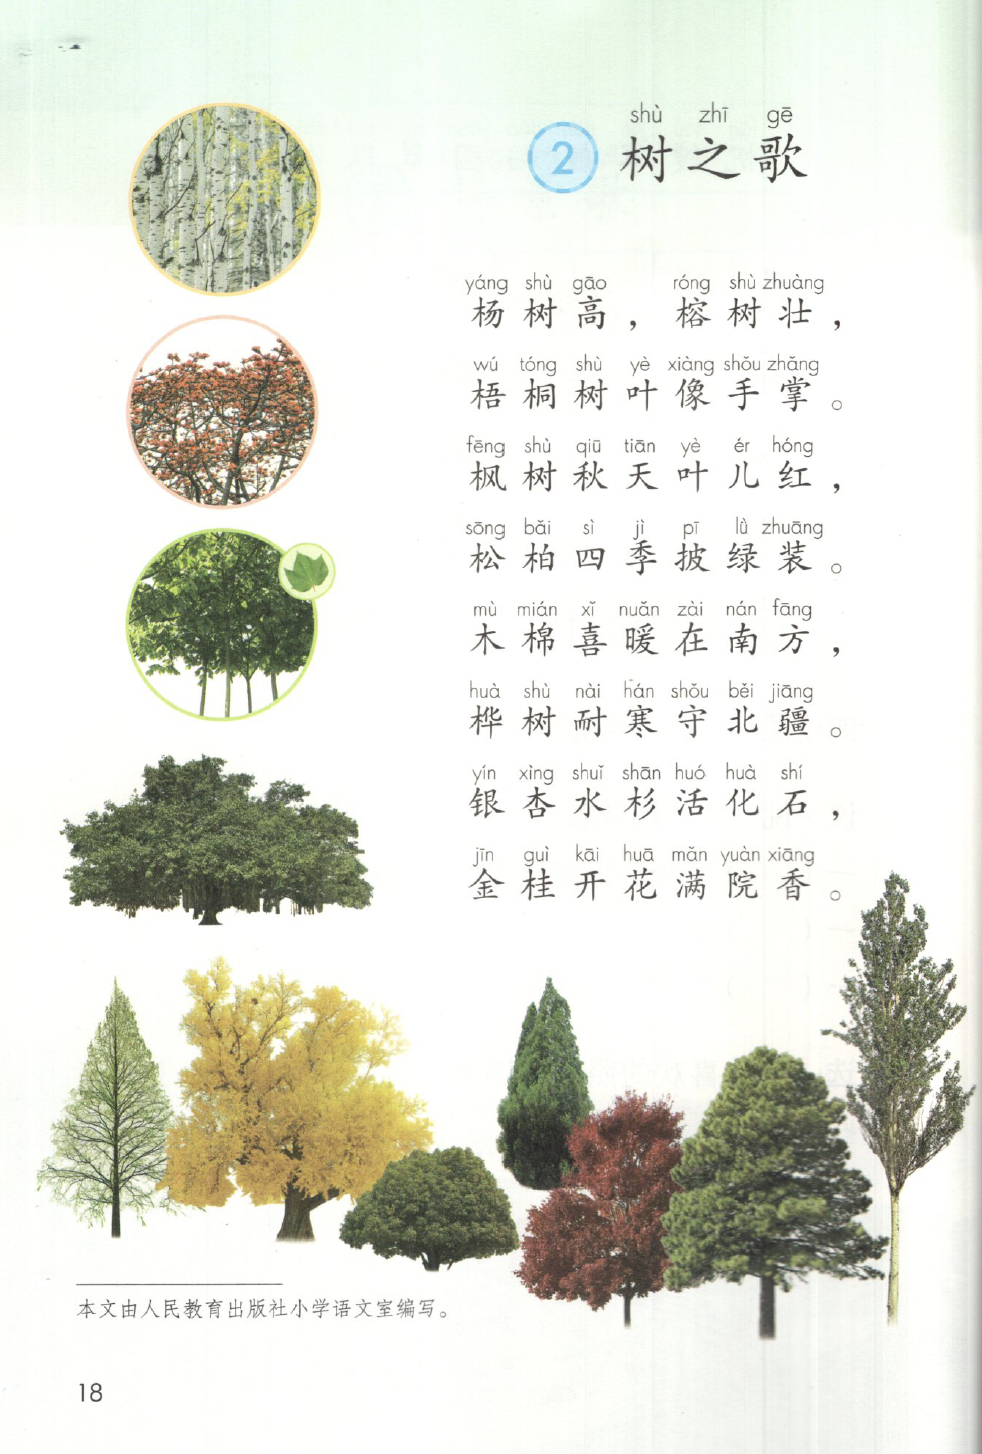 shù zhī gē
2 树之歌
yáng shù gāo róng shù zhuàng
杨树高，榕树壮，
wú tóng shù yè xiàng shǒu zhǎng
梧桐树叶像手掌。
fēng shù qiū tiān yè ér hóng
枫树秋天叶儿红，
sōng bǎi sì jì pī lǜ zhuāng
松柏四季披绿装。
mù mián xǐ nuǎn zài nán fāng
木棉喜暖在南方，
huà shù nài hán shǒu běi jiāng
桦树耐寒守北疆。
yín xìng shuǐ shān huó huà shí
银杏水杉活化石，
jīn guì kāi huā mǎn yuàn xiāng
金桂开花满院香。
本文由人民教育出版社小学语文室编写。
18